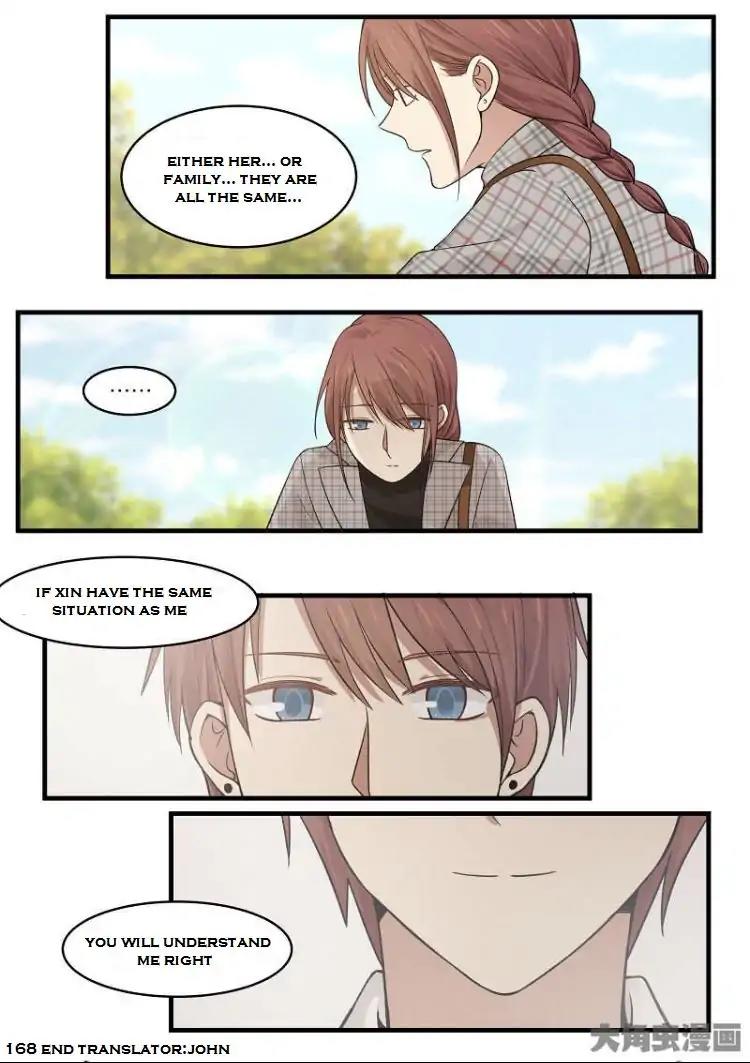 EITHER HER... OR
FAMILY... THEY ARE
ALL THE SAME...
......
IF XIN HAVE THE SAME
SITUATION AS ME
YOU WILL UNDERSTAND
ME RIGHT
168 END TRANSLATOR:JOHN
大角虫漫画